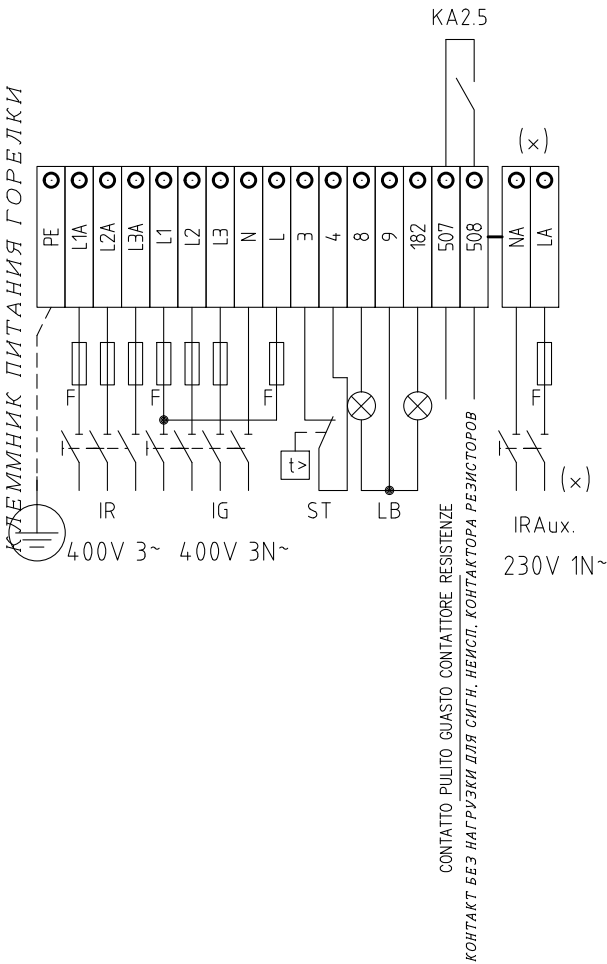 KA2.5
КЛЕММНИК ПИТАНИЯ ГОРЕЛКИ
(x)
PE
L1A
L2A
L3A
L1
L2
L3
N
L
3
4
8
9
182
507
508
NA
LA
F
F
F
F
t>
(x)
IR
IG
ST
LB
IRAux.
400V 3~
400V 3N~
230V 1N~
CONTATTO PULITO GUASTO CONTATTORE RESISTENZE
КОНТАКТ БЕЗ НАГРУЗКИ ДЛЯ СИГН. НЕИСП. КОНТАКТОРА РЕЗИСТОРОВ